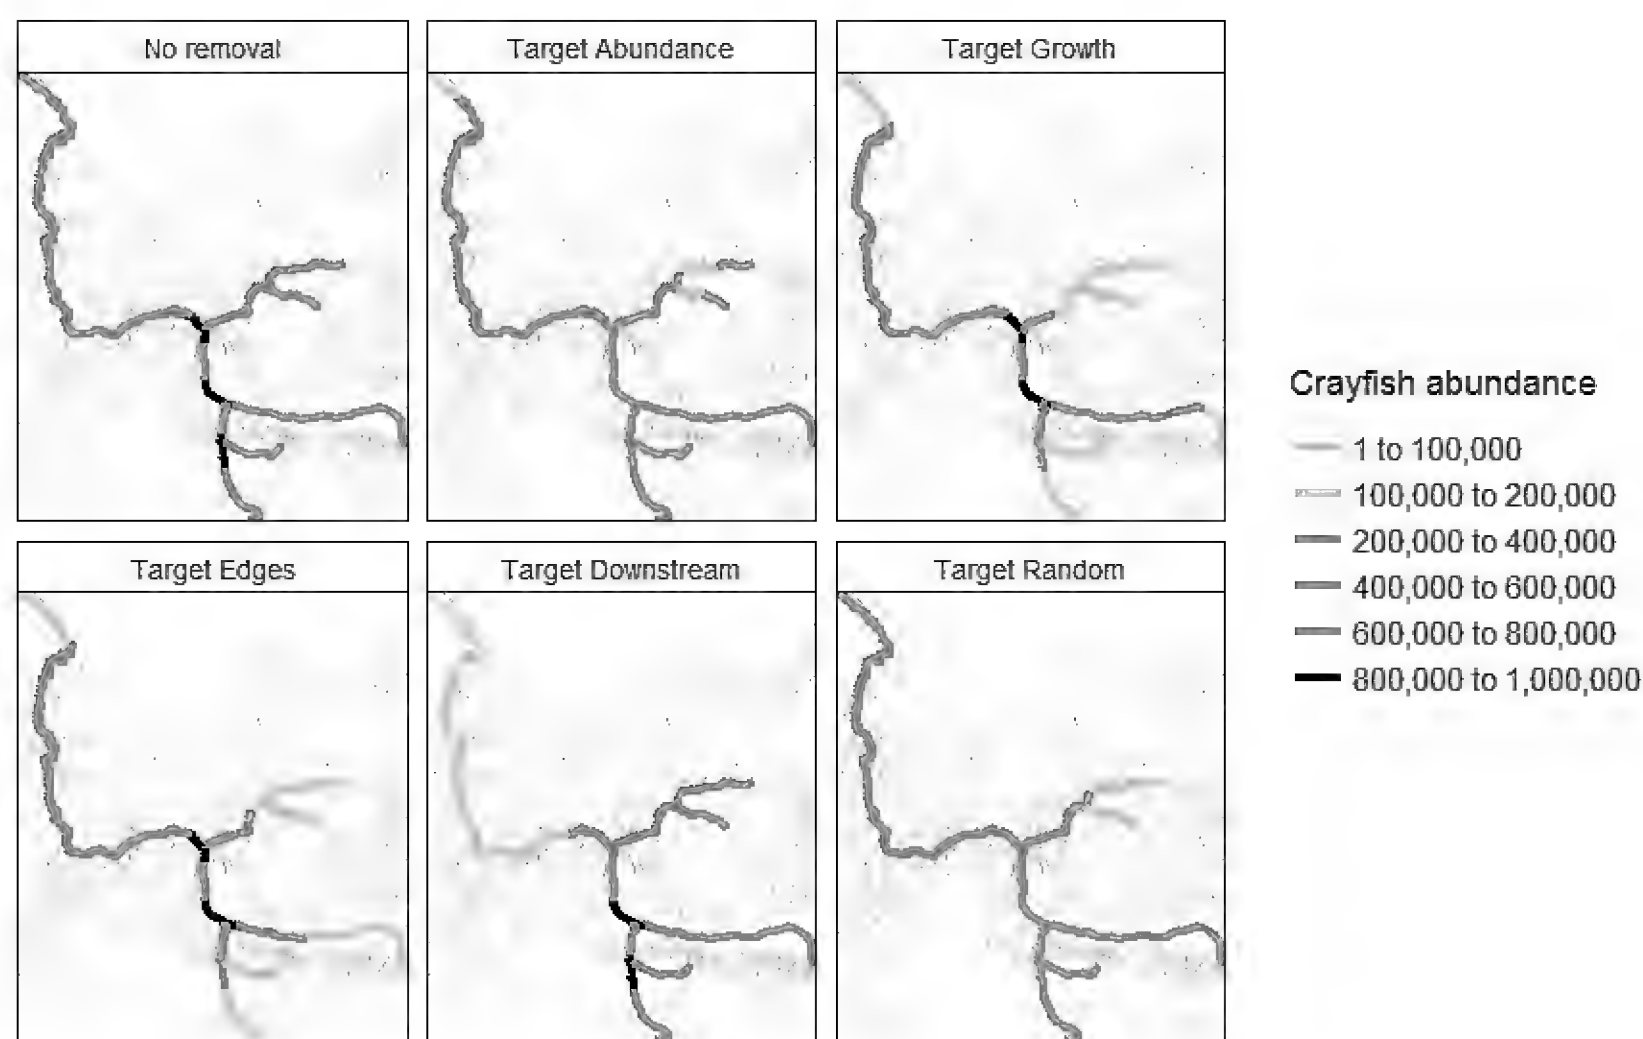 No removal
Target Abundance
Target Growth
Target Edges
Target Downstream
Target Random
Crayfish abundance
1 to 100,000
100,000 to 200,000
200,000 to 400,000
400,000 to 600,000
600,000 to 800,000
800,000 to 1,000,000